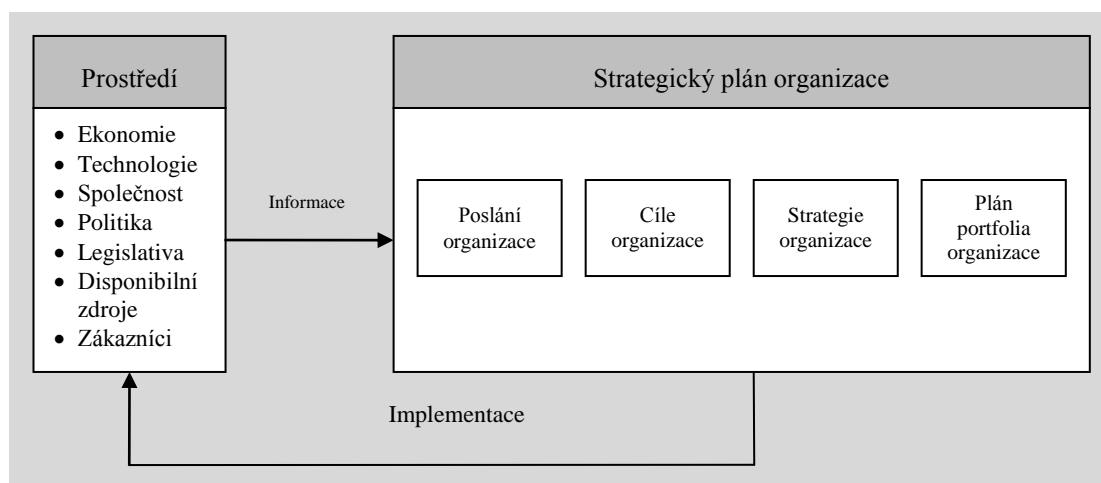 Prostředí
• Ekonomie
• Technologie
• Společnost
• Politika
• Legislativa
• Disponibilní
zdroje
• Zákazníci
Informace
Strategický plán organizace
Poslání
organizace
Cíle
organizace
Strategie
organizace
Plán
portfolia
organizace
Implementace